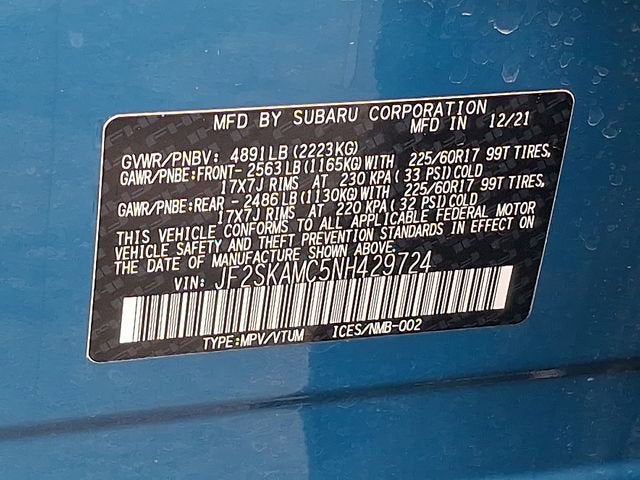 MFD BY SUBARU CORPORATION
MFD IN 12/21
GVWR/PNBV: 4891LB(2223KG)
GAWR/PNBE:FRONT- 2563LB(1165KG)WITH 225/60R17 99T TIRES,
17X7J RIMS AT 230 KPA( 33 PSI)COLD
GAWR/PNBE:REAR - 2486LB(1130KG)WITH 225/60R17 99T TIRES,
17X7J RIMS AT 220 KPA( 32 PSI)COLD
THIS VEHICLE CONFORMS TO ALL APPLICABLE FEDERAL MOTOR
VEHICLE SAFETY AND THEFT PREVENTION STANDARDS IN EFFECT ON
THE DATE OF MANUFACTURE SHOWN ABOVE.
VIN: JF2SKAMC5NH429724
TYPE:MPV/VTUM ICES/NMB-002